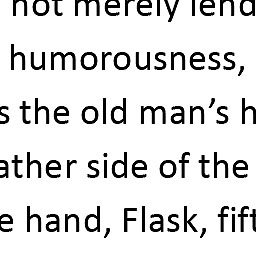 not merely lend
humorousness,
s the old man’s h
ather side of the
e hand, Flask, fift